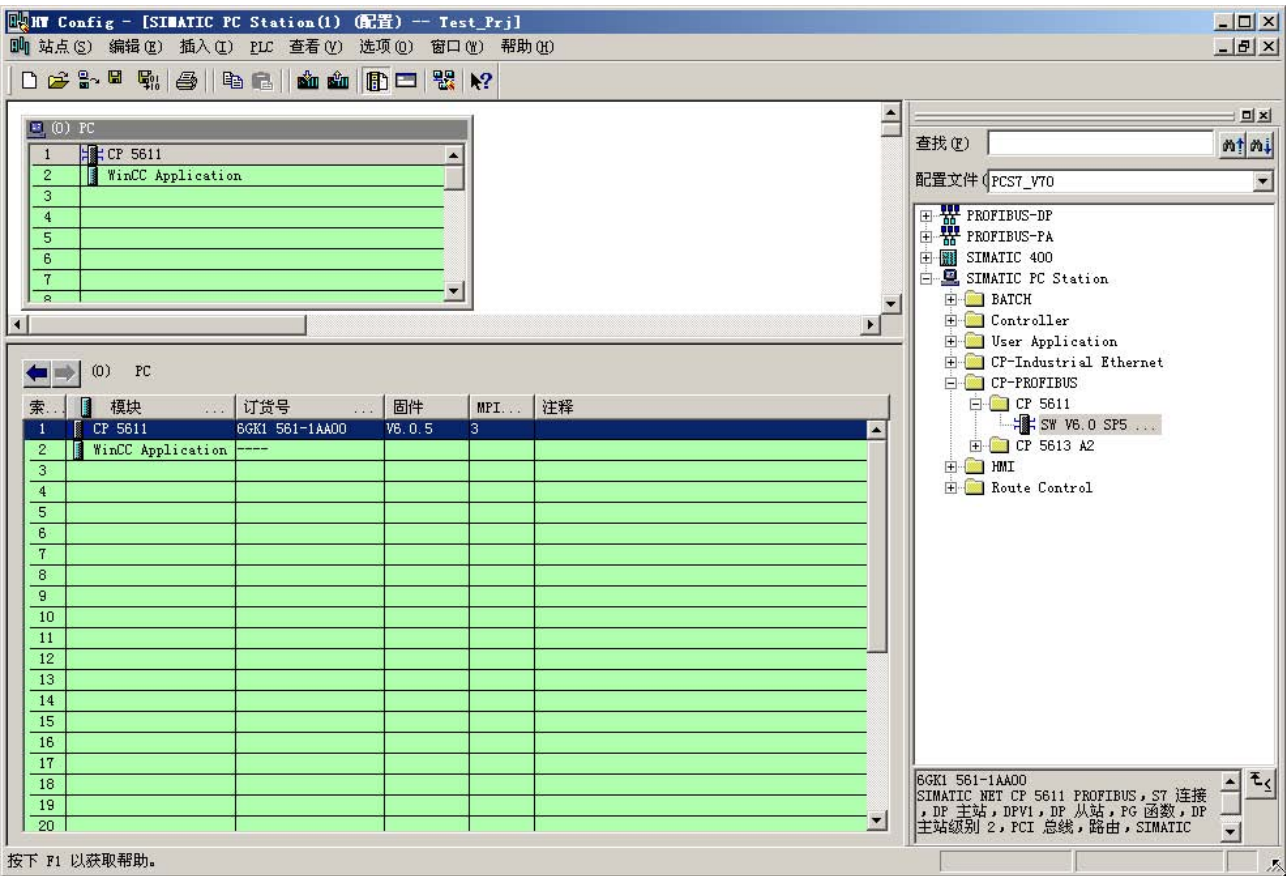 HW Config - [SIMATIC PC Station(1) (配置) -- Test_Prj]
站点(S) 编辑(E) 插入(I) PLC 查看(V) 选项(O) 窗口(W) 帮助(H)
(0) PC
1 CP 5611
2 WinCC Application
3
4
5
6
7
8
(0) PC
索... 模块 ... 订货号 ... 固件 MPI... 注释
1 CP 5611 6GK1 561-1AA00 V6.0.5 3
2 WinCC Application ----
3
4
5
6
7
8
9
10
11
12
13
14
15
16
17
18
19
20
查找(F)
配置文件( PCS7_V70
PROFIBUS-DP
PROFIBUS-PA
SIMATIC 400
SIMATIC PC Station
BATCH
Controller
User Application
CP-Industrial Ethernet
CP-PROFIBUS
CP 5611
SW V6.0 SP5 ...
CP 5613 A2
HMI
Route Control
6GK1 561-1AA00
SIMATIC NET CP 5611 PROFIBUS，S7 连接
，DP 主站，DPV1，DP 从站，PG 函数，DP
主站级别 2，PCI 总线，路由，SIMATIC
按下 F1 以获取帮助。